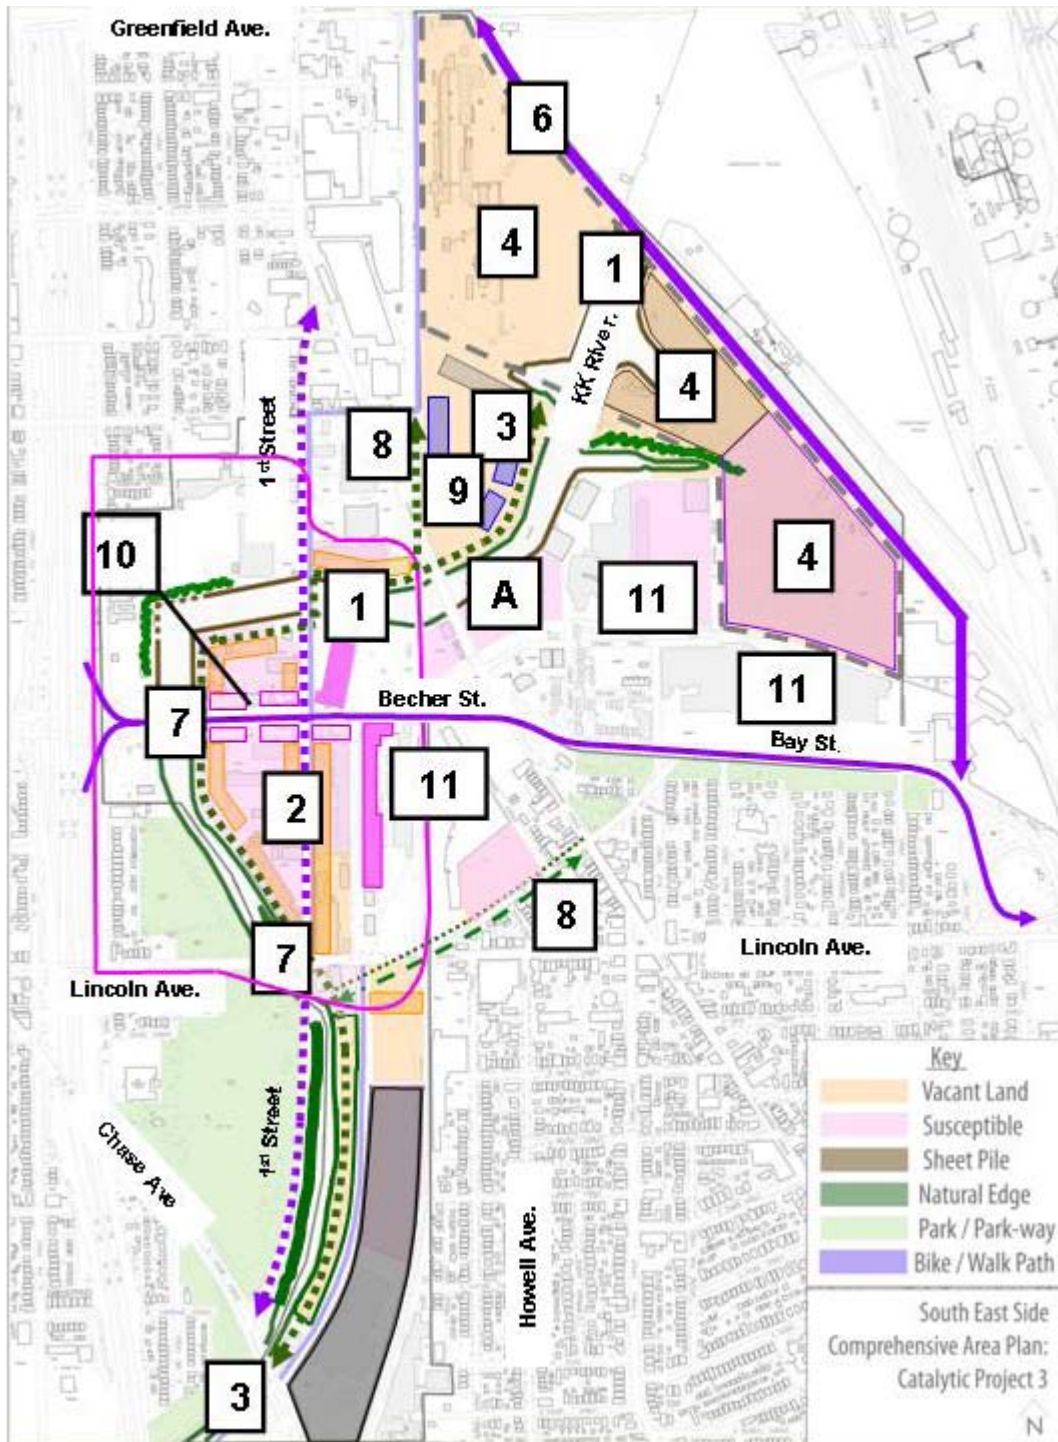 Greenfield Ave.
6
4
1
KK River.
4
1st Street
3
8
9
4
10
1
A
11
11
Becher St.
7
Bay St.
11
2
8
7
Lincoln Ave.
Lincoln Ave.
1st Street
Chase Ave
Howell Ave.
3
Key
Vacant Land
Susceptible
Sheet Pile
Natural Edge
Park / Park-way
Bike / Walk Path
South East Side
Comprehensive Area Plan:
Catalytic Project 3
N